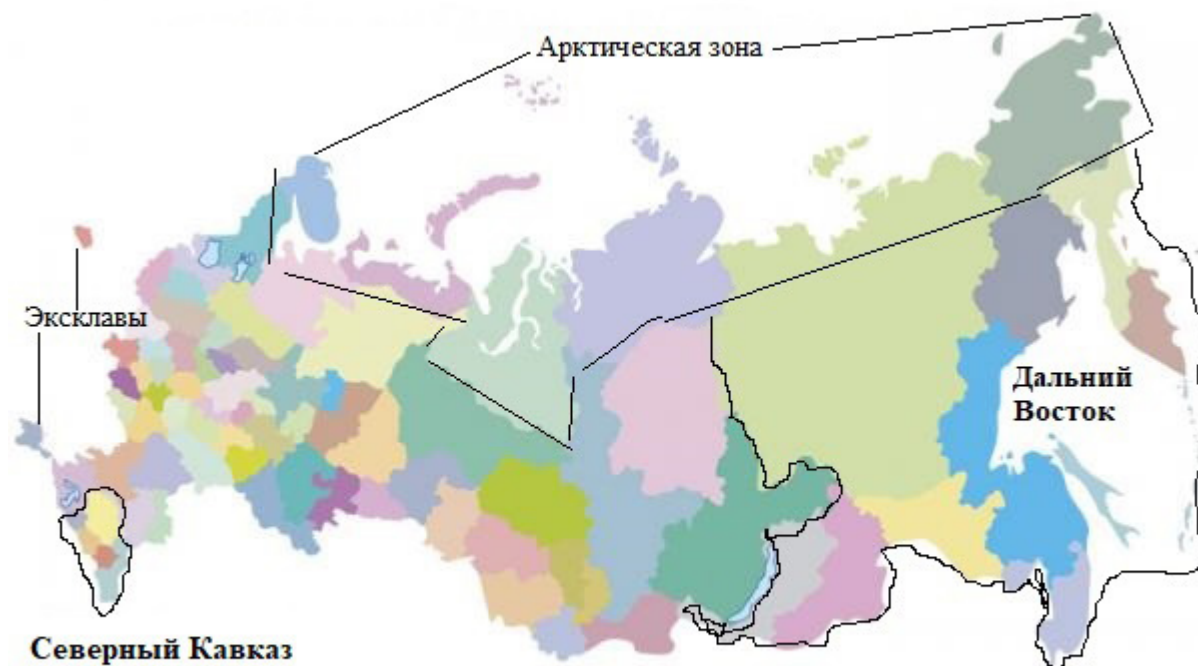 Арктическая зона
Эксклавы
Дальний
Восток
Северный Кавказ